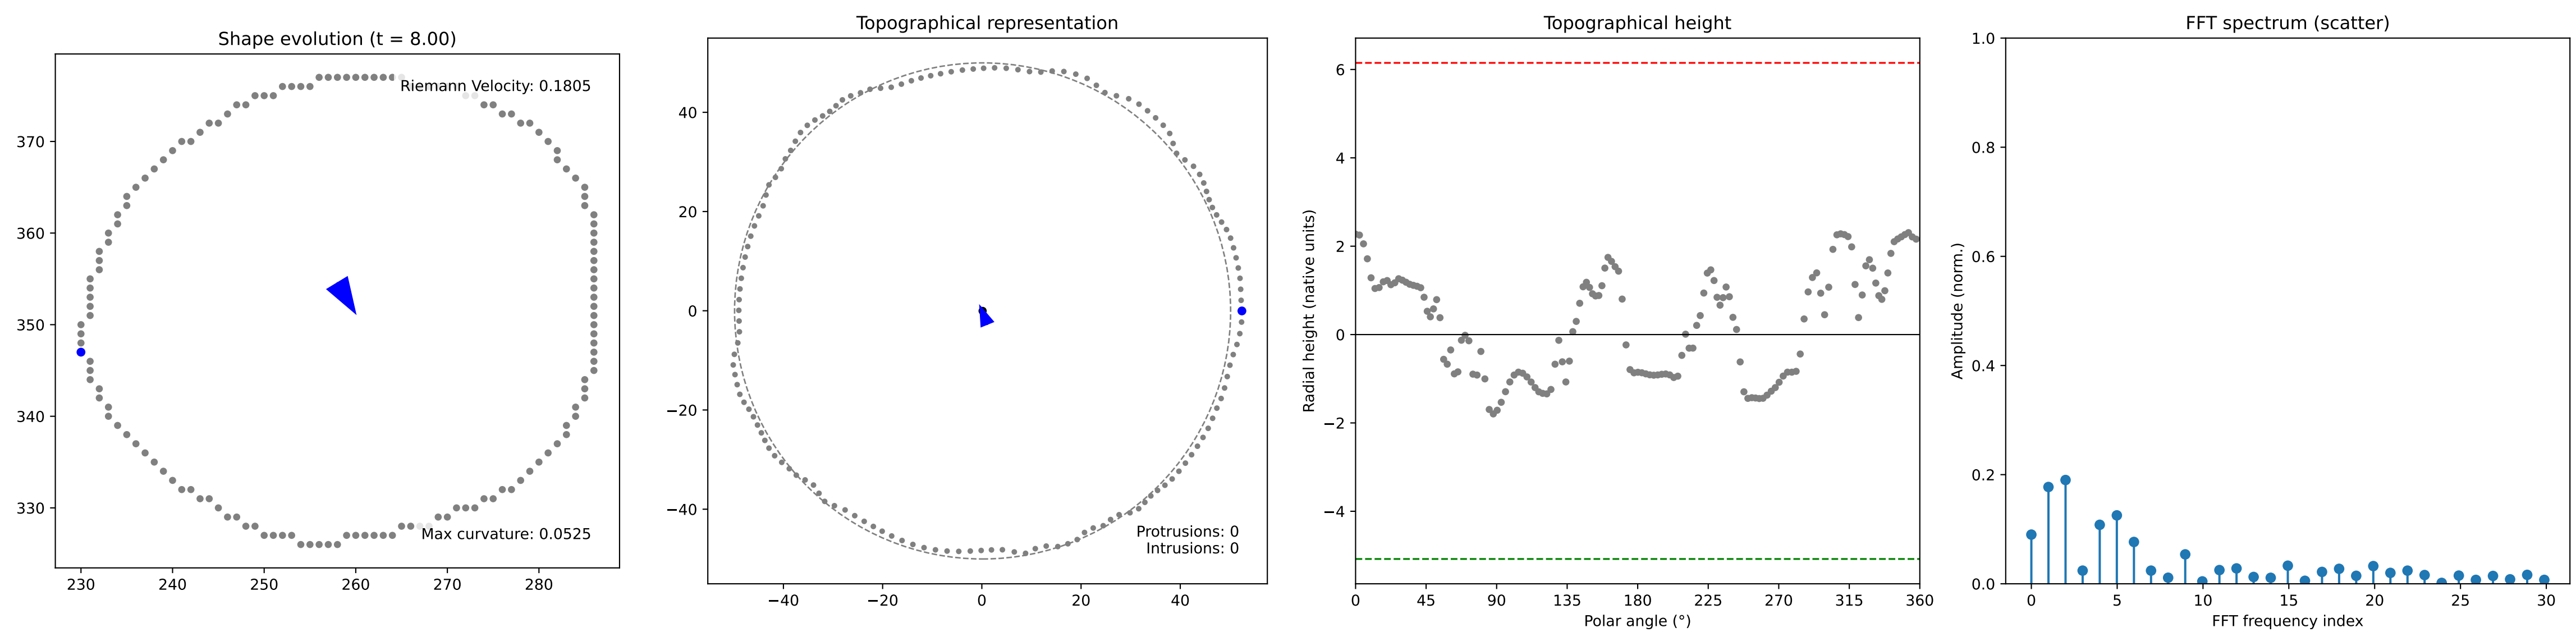 Shape evolution (t = 8.00)
Riemann Velocity: 0.1805
Max curvature: 0.0525
370
360
350
340
330
230 240 250 260 270 280
Topographical representation
40
20
0
−20
−40
−40 −20 0 20 40
Protrusions: 0
Intrusions: 0
Topographical height
Radial height (native units)
6
4
2
0
−2
−4
0 45 90 135 180 225 270 315 360
Polar angle (°)
FFT spectrum (scatter)
Amplitude (norm.)
1.0
0.8
0.6
0.4
0.2
0.0
0 5 10 15 20 25 30
FFT frequency index